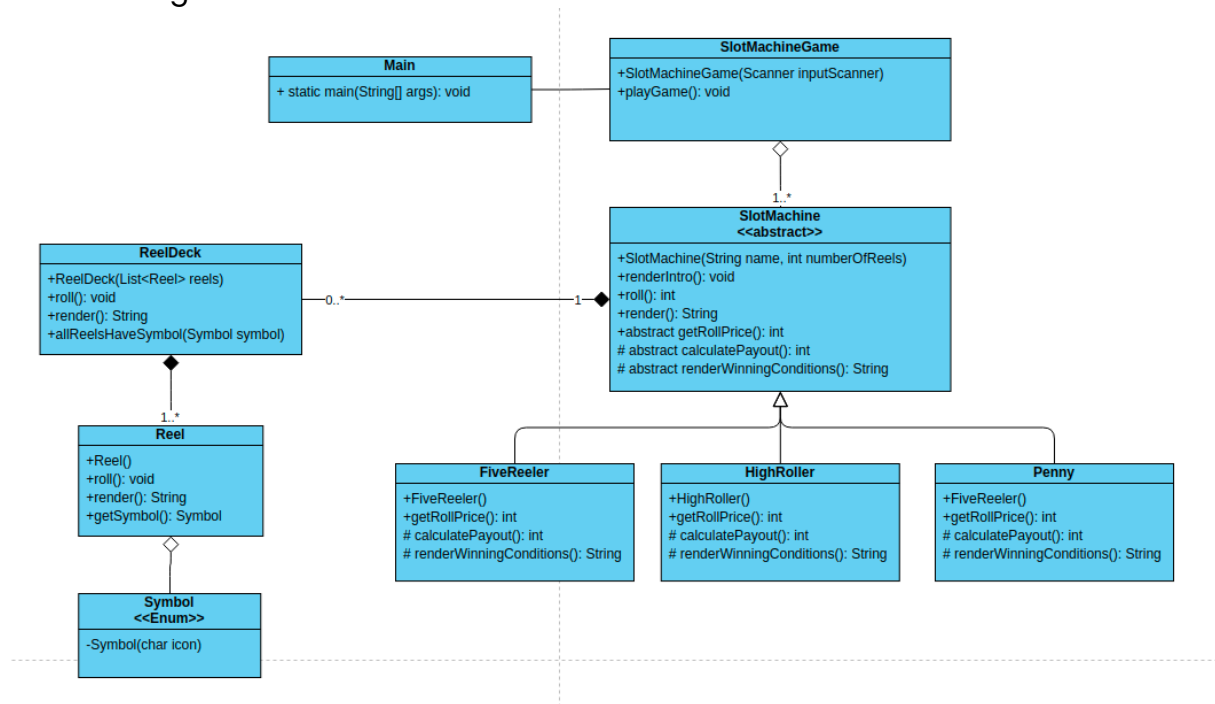 Main
+ static main(String[] args): void
SlotMachineGame
+SlotMachineGame(Scanner inputScanner)
+playGame(): void
1..*
SlotMachine
<<abstract>>
+SlotMachine(String name, int numberOfReels)
+renderIntro(): void
+roll(): int
+render(): String
+abstract getRollPrice(): int
# abstract calculatePayout(): int
# abstract renderWinningConditions(): String
ReelDeck
+ReelDeck(List<Reel> reels)
+roll(): void
+render(): String
+allReelsHaveSymbol(Symbol symbol)
0..*
1
1..*
Reel
+Reel()
+roll(): void
+render(): String
+getSymbol(): Symbol
Symbol
<<Enum>>
-Symbol(char icon)
FiveReeler
+FiveReeler()
+getRollPrice(): int
# calculatePayout(): int
# renderWinningConditions(): String
HighRoller
+HighRoller()
+getRollPrice(): int
# calculatePayout(): int
# renderWinningConditions(): String
Penny
+FiveReeler()
+getRollPrice(): int
# calculatePayout(): int
# renderWinningConditions(): String